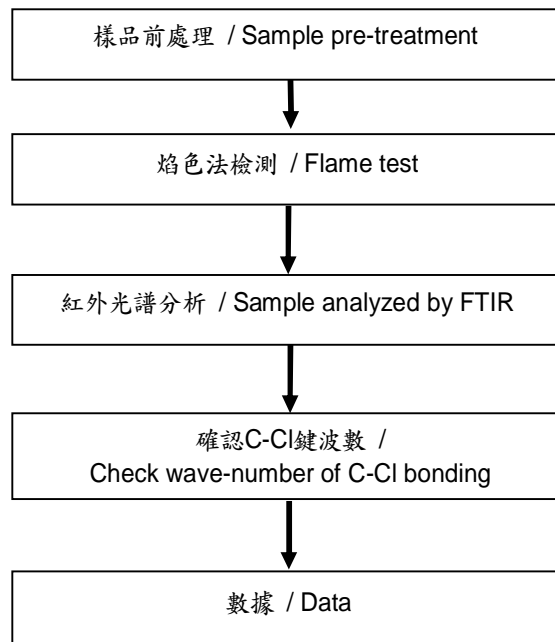 樣品前處理 / Sample pre-treatment
焰色法檢測 / Flame test
紅外光譜分析 / Sample analyzed by FTIR
確認C-Cl鍵波數 /
Check wave-number of C-Cl bonding
數據 / Data